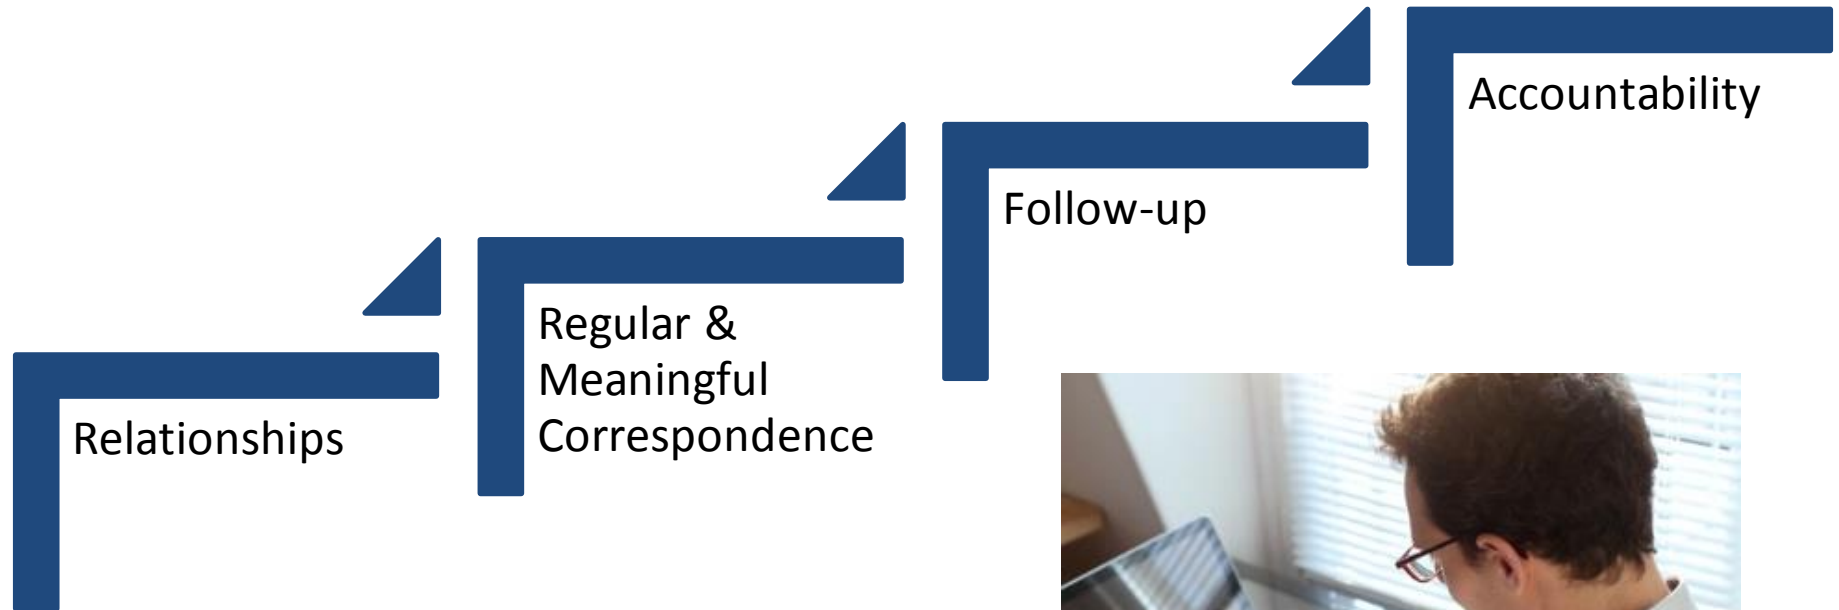 Relationships
Regular &
Meaningful
Correspondence
Follow-up
Accountability